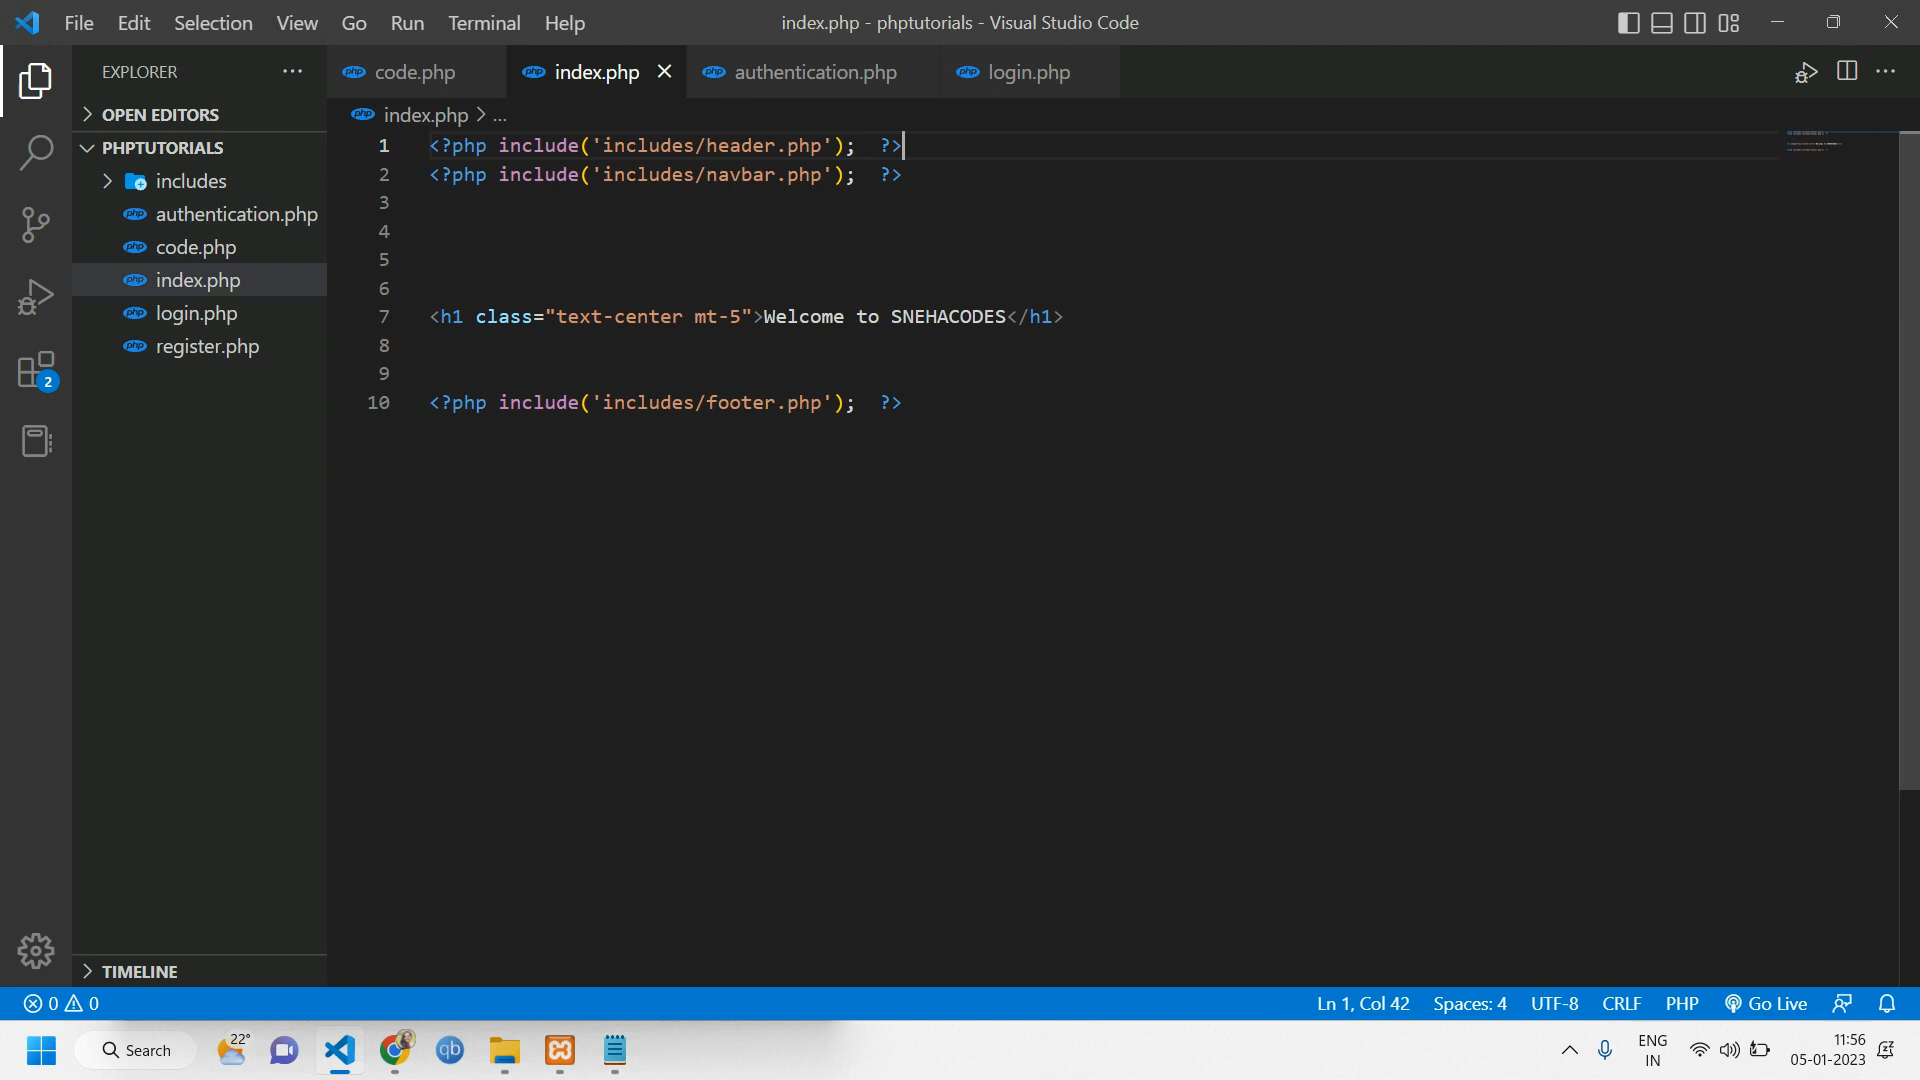 File Edit Selection View Go Run Terminal Help index.php - phptutorials - Visual Studio Code
EXPLORER
code.php index.php authentication.php login.php
OPEN EDITORS
PHPTUTORIALS
includes
authentication.php
code.php
index.php
login.php
register.php
TIMELINE
2
index.php > ...
1 <?php include('includes/header.php'); ?>
2 <?php include('includes/navbar.php'); ?>
3
4
5
6
7 <h1 class="text-center mt-5">Welcome to SNEHACODES</h1>
8
9
10 <?php include('includes/footer.php'); ?>
0 0 Ln 1, Col 42 Spaces: 4 UTF-8 CRLF PHP Go Live
Search 22° qb ENG 11:56
IN 05-01-2023